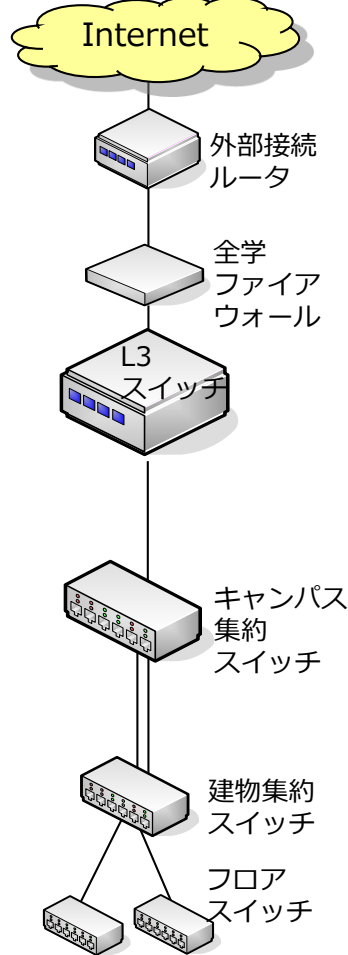 Internet
外部接続
ルータ
全学
ファイア
ウォール
L3
スイッチ
キャンパス
集約
スイッチ
建物集約
スイッチ
フロア
スイッチ